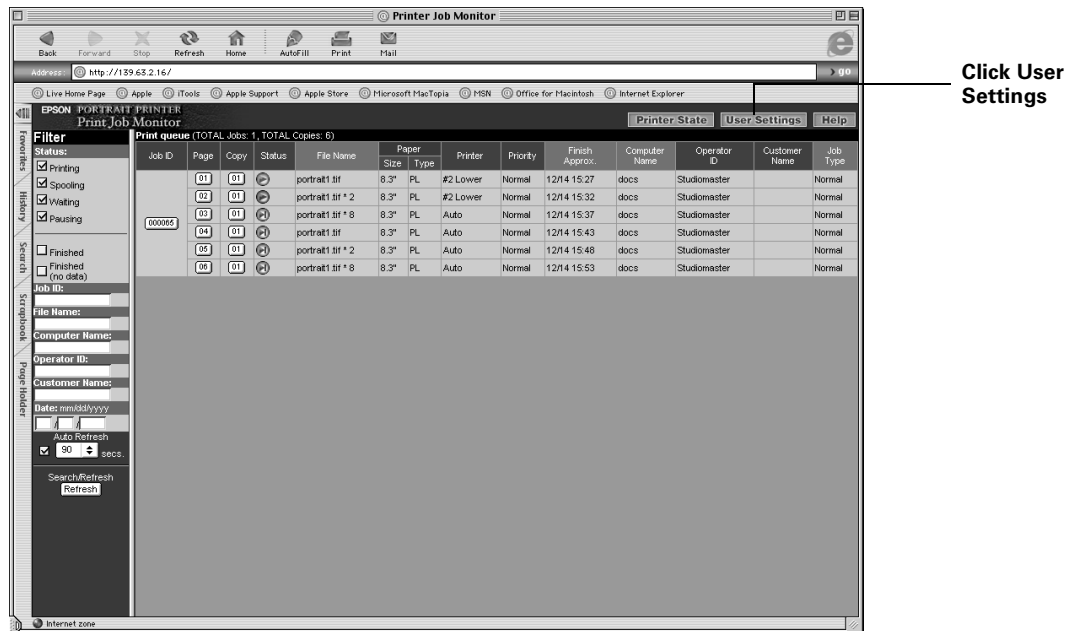 Printer Job Monitor
Back Forward Stop Refresh Home AutoFill Print Mail
Address: http://139.63.2.16/ go
Live Home Page Apple iTools Apple Support Apple Store Microsoft MacTopia MSN Office for Macintosh Internet Explorer
Click User
Settings
EPSON PORTRAIT PRINTER
Print Job Monitor
Printer State User Settings Help
Favorites
History
Search
Scrapbook
Page Holder
Filter
Status:
Printing
Spooling
Waiting
Pausing
Finished
Finished
(no data)
Job ID:
File Name:
Computer Name:
Operator ID:
Customer Name:
Date: mm/dd/yyyy
/ /
Auto Refresh
90 secs.
Search/Refresh
Refresh
Print queue (TOTAL Jobs: 1, TOTAL Copies: 6)
Job ID Page Copy Status File Name Paper Size Type Printer Priority Finish Approx. Computer Name Operator ID Customer Name Job Type
000065
01 01 portrait1.tif 8.3" PL #2 Lower Normal 12/14 15:27 docs Studiomaster Normal
02 01 portrait1.tif * 2 8.3" PL #2 Lower Normal 12/14 15:32 docs Studiomaster Normal
03 01 portrait1.tif * 8 8.3" PL Auto Normal 12/14 15:37 docs Studiomaster Normal
04 01 portrait1.tif 8.3" PL Auto Normal 12/14 15:43 docs Studiomaster Normal
05 01 portrait1.tif * 2 8.3" PL Auto Normal 12/14 15:48 docs Studiomaster Normal
06 01 portrait1.tif * 8 8.3" PL Auto Normal 12/14 15:53 docs Studiomaster Normal
Internet zone